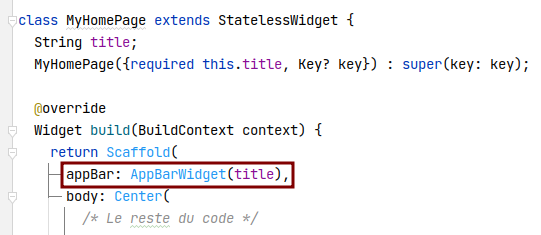 class MyHomePage extends StatelessWidget {
String title;
MyHomePage({required this.title, Key? key}) : super(key: key);
@override
Widget build(BuildContext context) {
return Scaffold(
appBar: AppBarWidget(title),
body: Center(
/* Le reste du code */